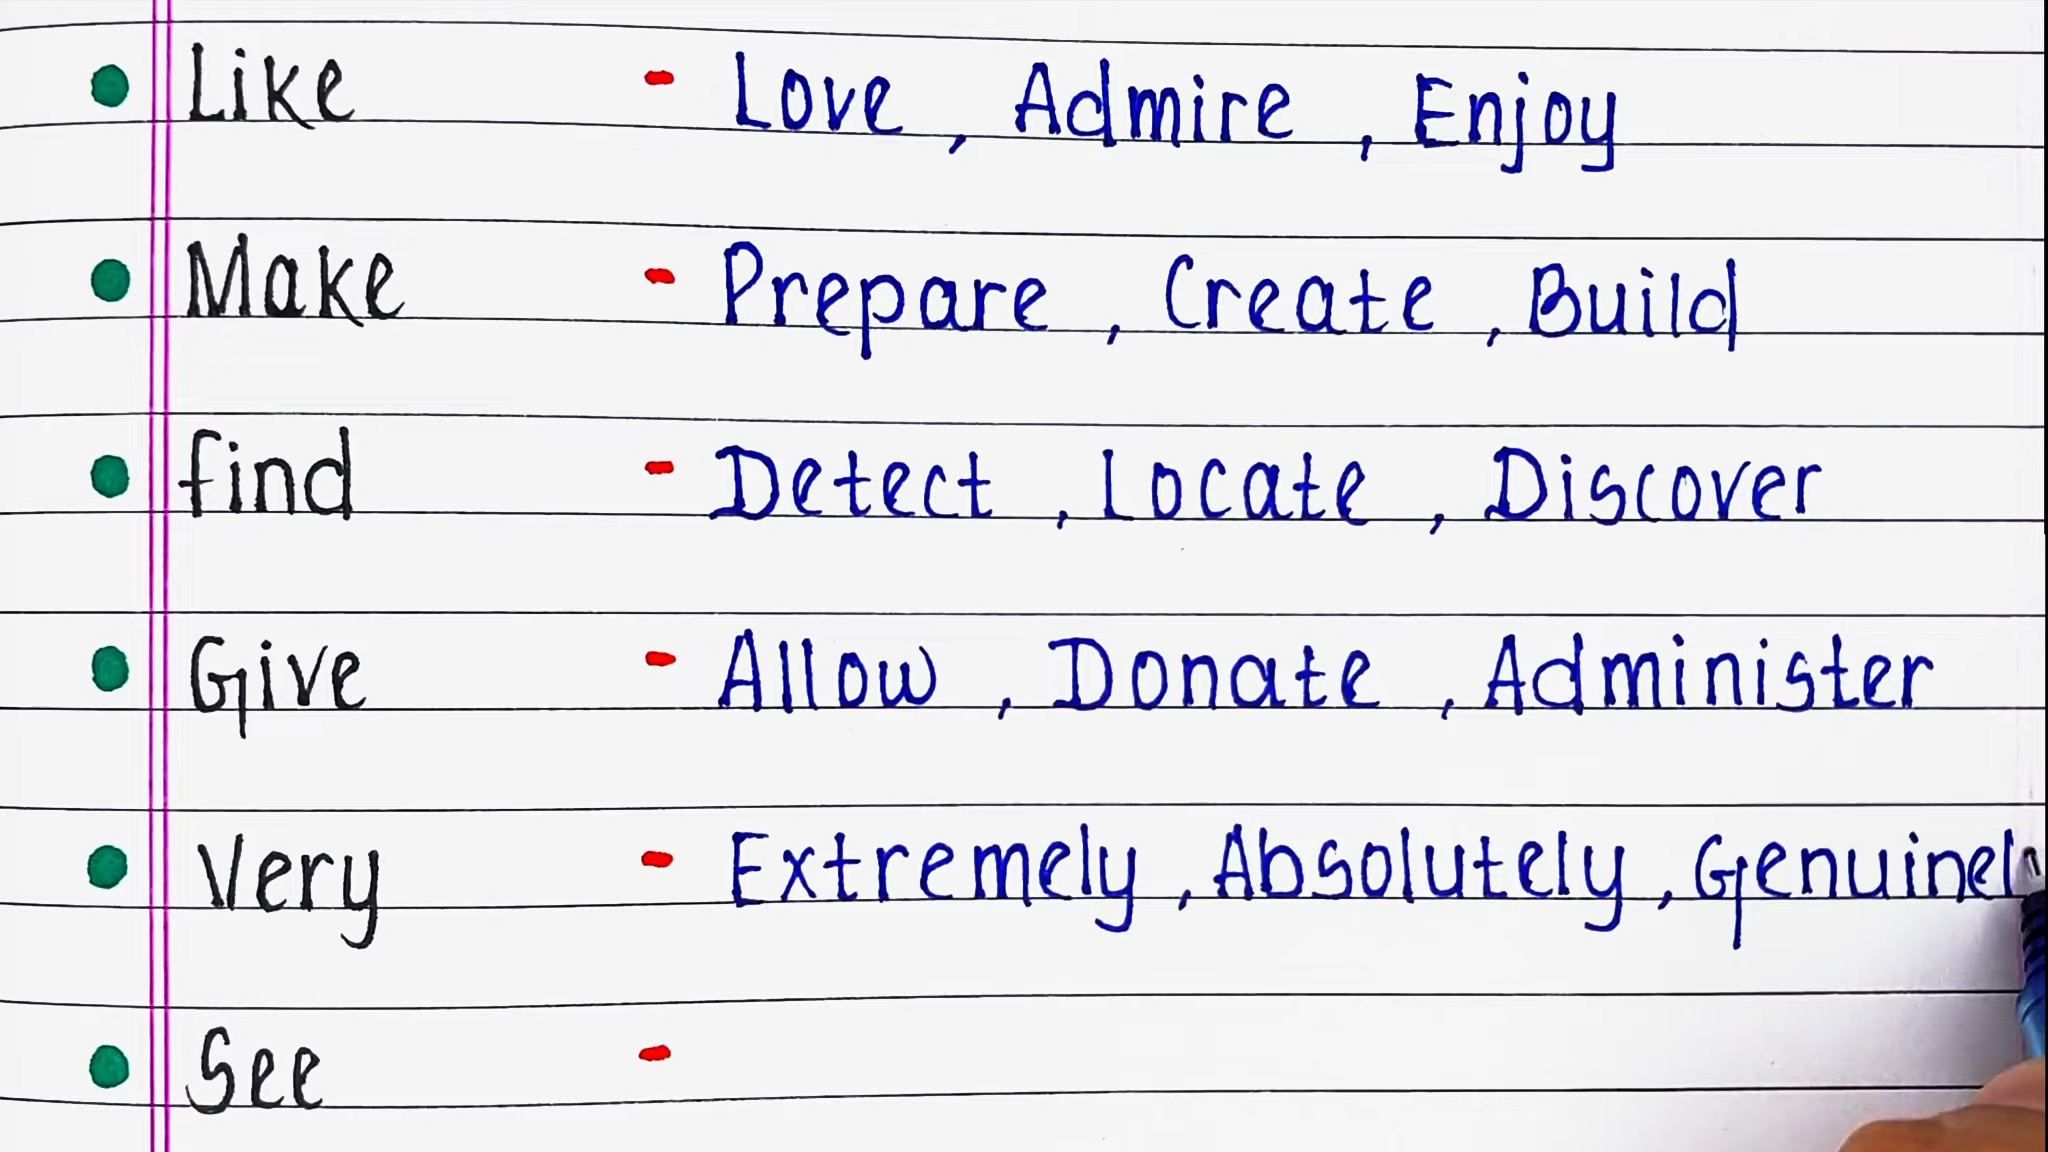 Like - Love , Admire , Enjoy
Make - Prepare , Create , Build
find - Detect , Locate , Discover
Give - Allow , Donate , Administer
Very - Extremely , Absolutely , Genuinel
See -